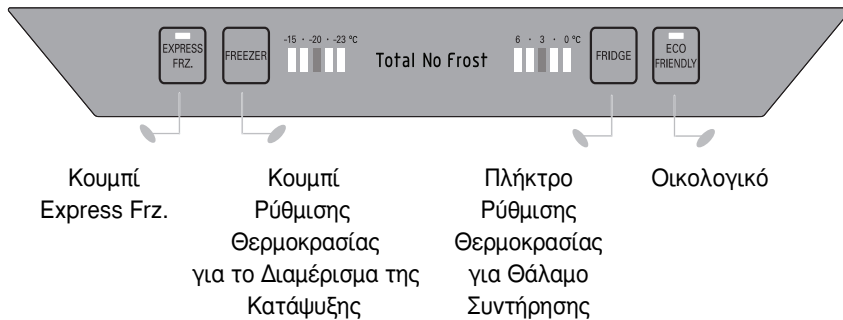 EXPRESS
FRZ.
FREEZER
-15 · -20 · -23 °C
Total No Frost
6 · 3 · 0 °C
FRIDGE
ECO
FRIENDLY
Κουμπί
Express Frz.
Κουμπί
Ρύθμισης
Θερμοκρασίας
για το Διαμέρισμα της
Κατάψυξης
Πλήκτρο
Ρύθμισης
Θερμοκρασίας
για Θάλαμο
Συντήρησης
Οικολογικό